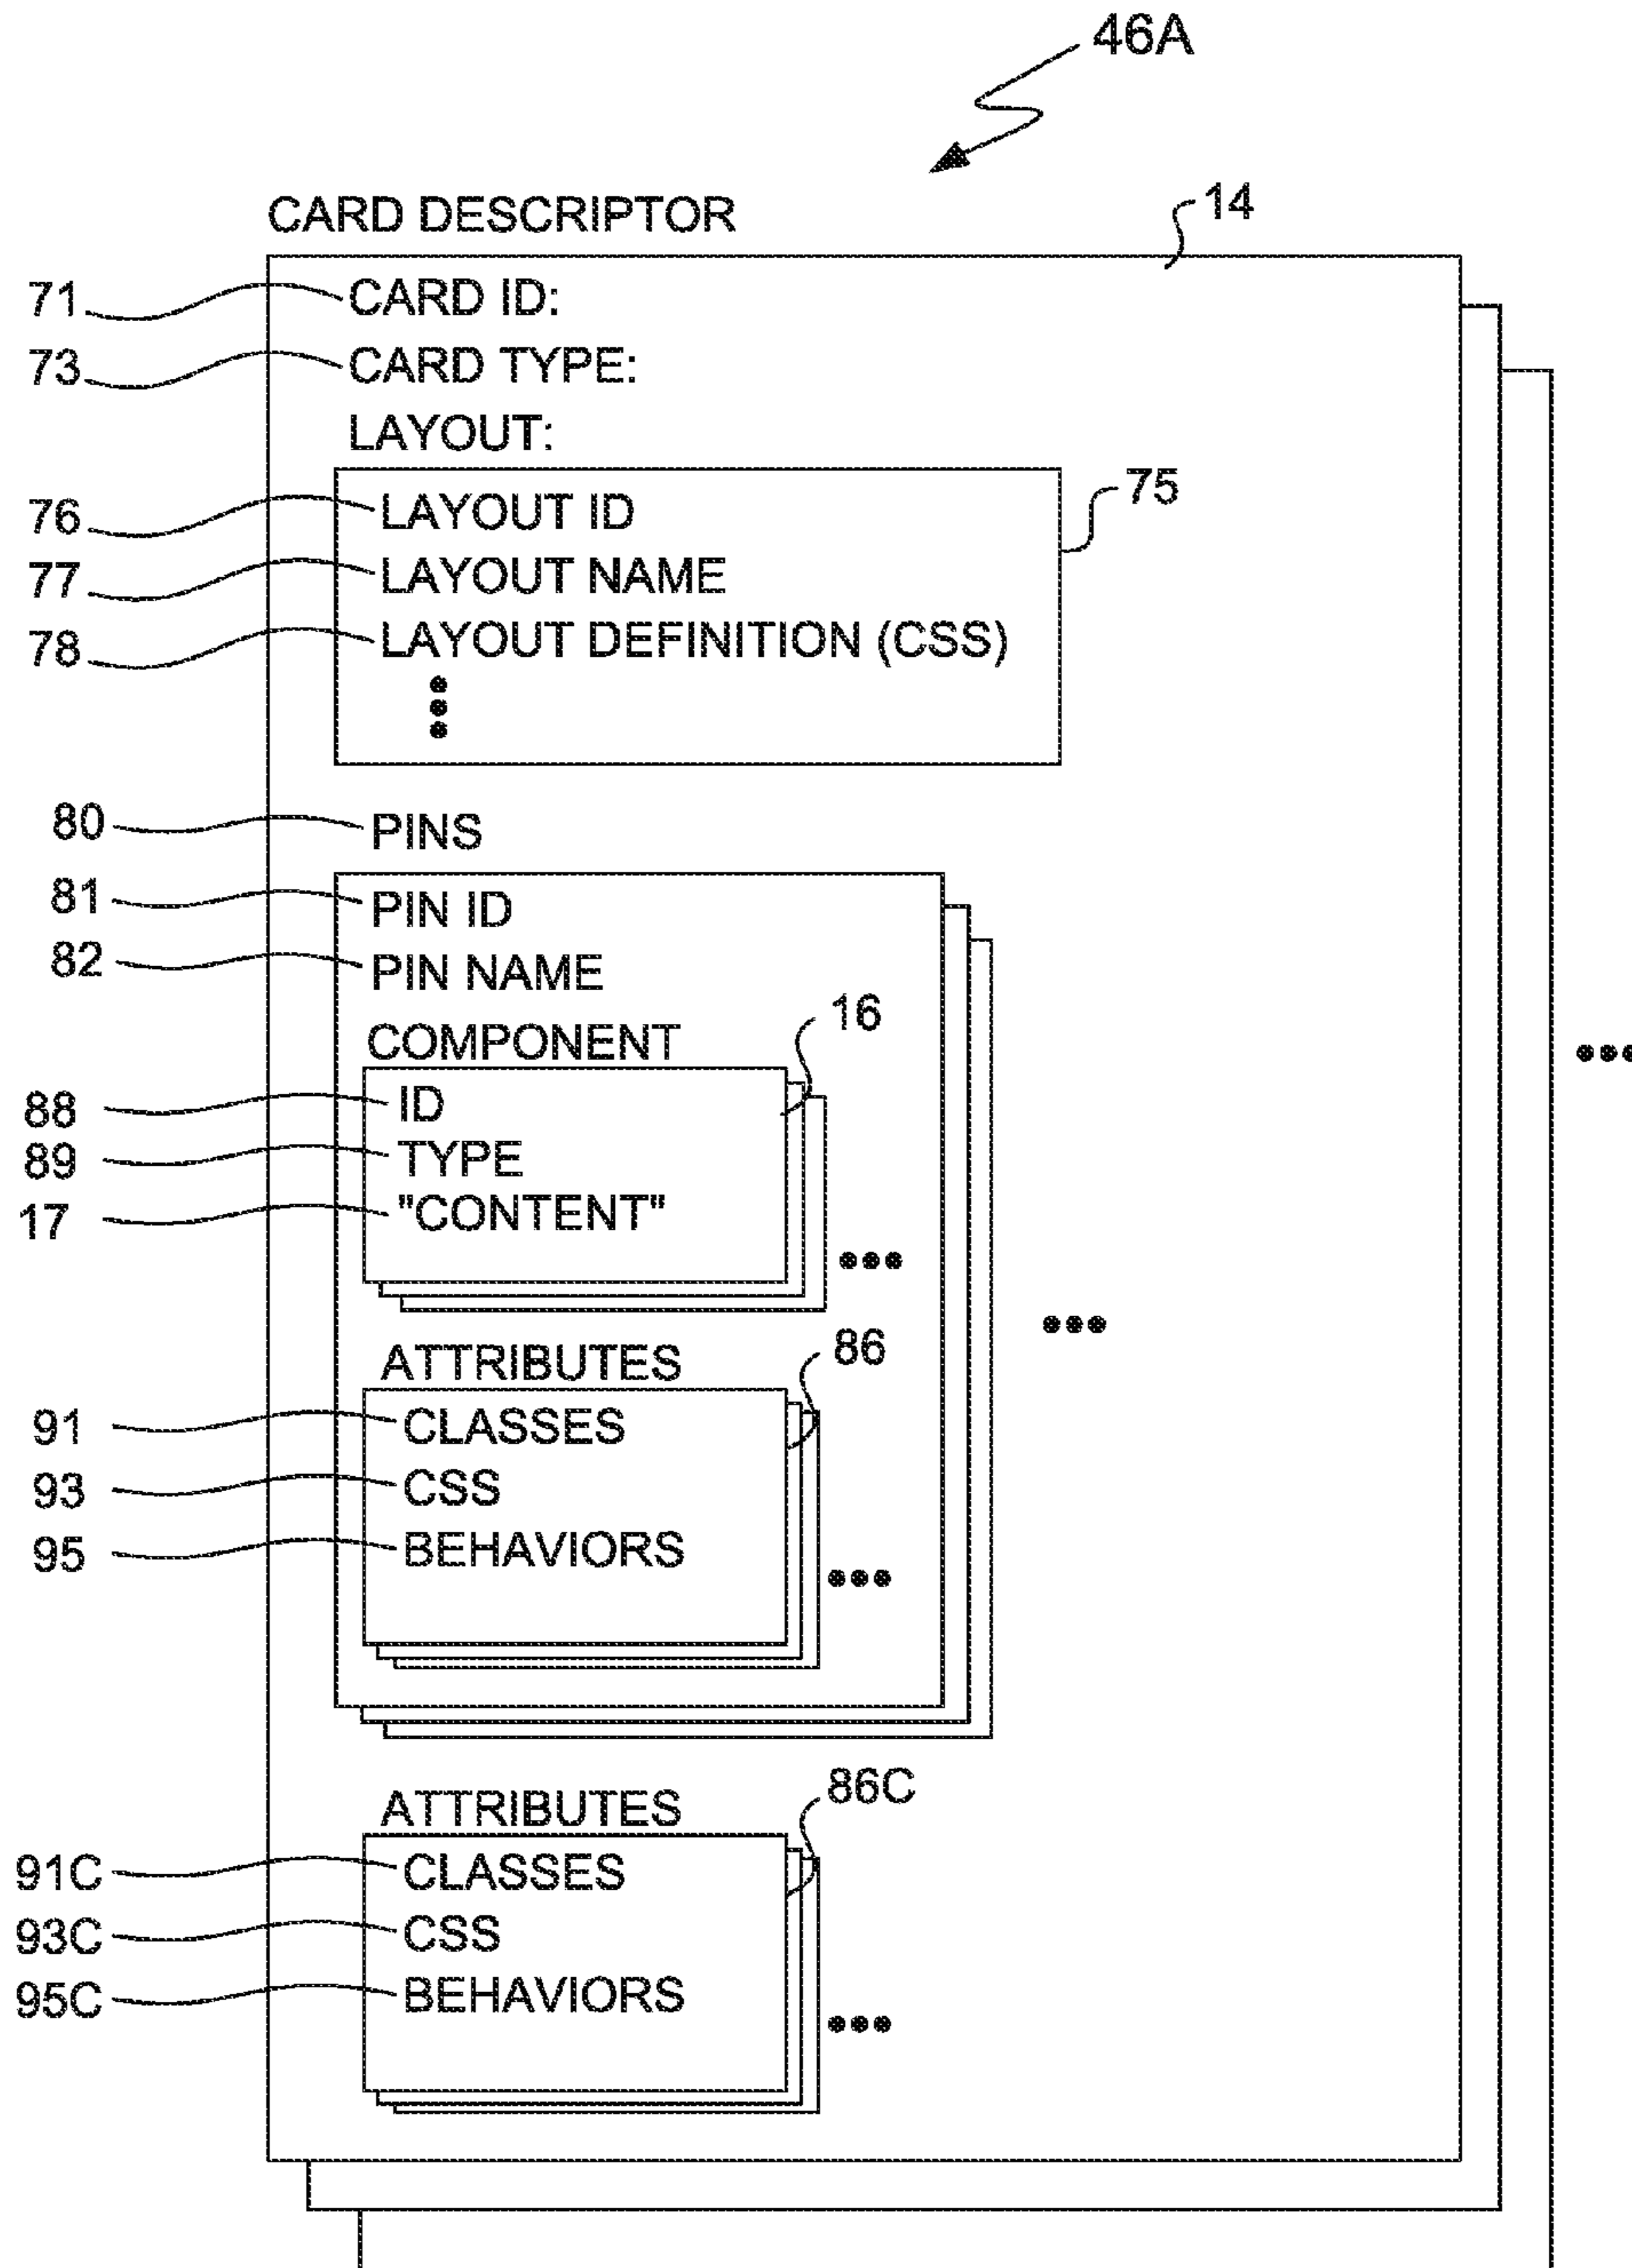 46A
CARD DESCRIPTOR
14
71 CARD ID:
73 CARD TYPE:
LAYOUT:
75
76 LAYOUT ID
77 LAYOUT NAME
78 LAYOUT DEFINITION (CSS)
80 PINS
81 PIN ID
82 PIN NAME
16
COMPONENT
88 ID
89 TYPE
17 "CONTENT"
ATTRIBUTES 86
91 CLASSES
93 CSS
95 BEHAVIORS
86C
ATTRIBUTES
91C CLASSES
93C CSS
95C BEHAVIORS